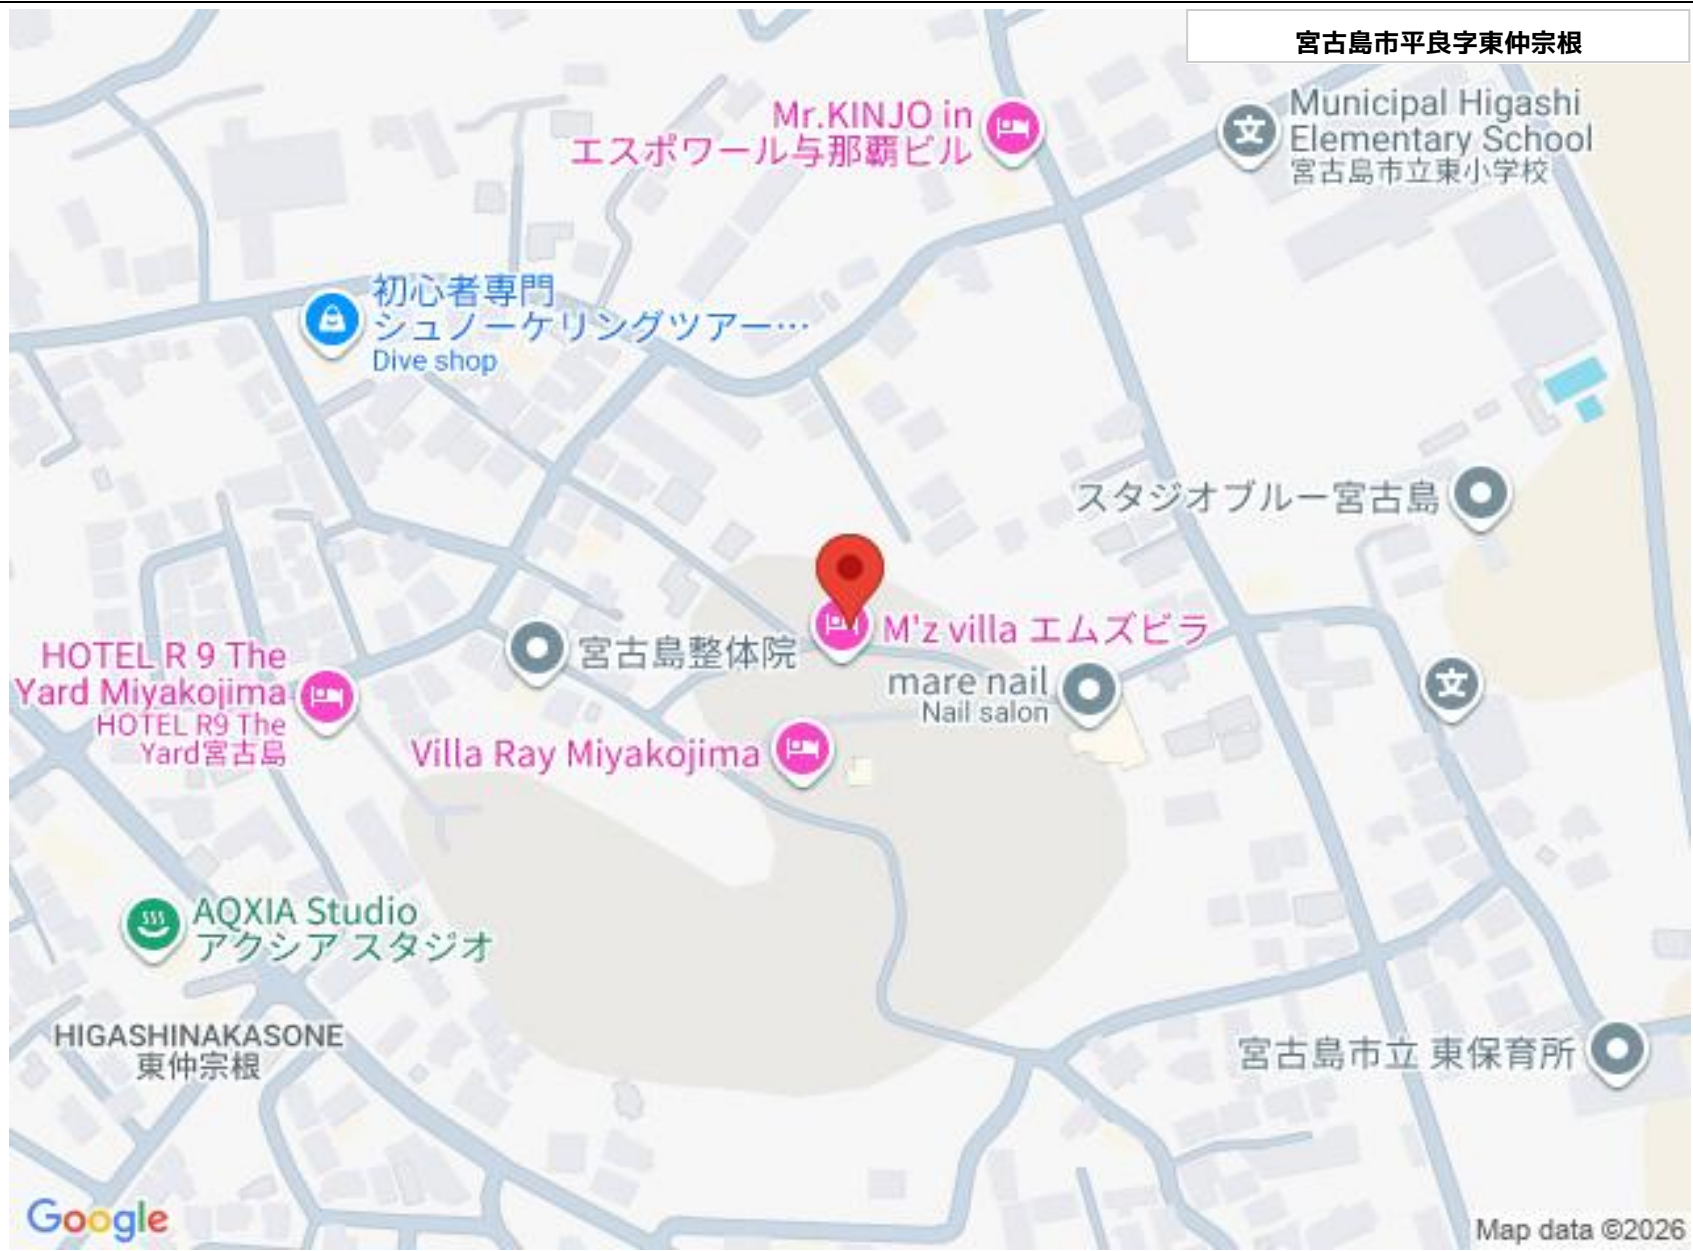 宮古島市平良字東仲宗根
Mr.KINJO in
エスポワール与那覇ビル
Municipal Higashi
Elementary School
宮古島市立東小学校
初心者専門
シュノーケリングツアー…
Dive shop
スタジオブルー宮古島
M'z villa エムズビラ
宮古島整体院
mare nail
Nail salon
HOTEL R 9 The
Yard Miyakojima
HOTEL R9 The
Yard宮古島
Villa Ray Miyakojima
文
文
AQXIA Studio
アクシア スタジオ
HIGASHINAKASONE
東仲宗根
宮古島市立 東保育所
Google
Map data ©2026